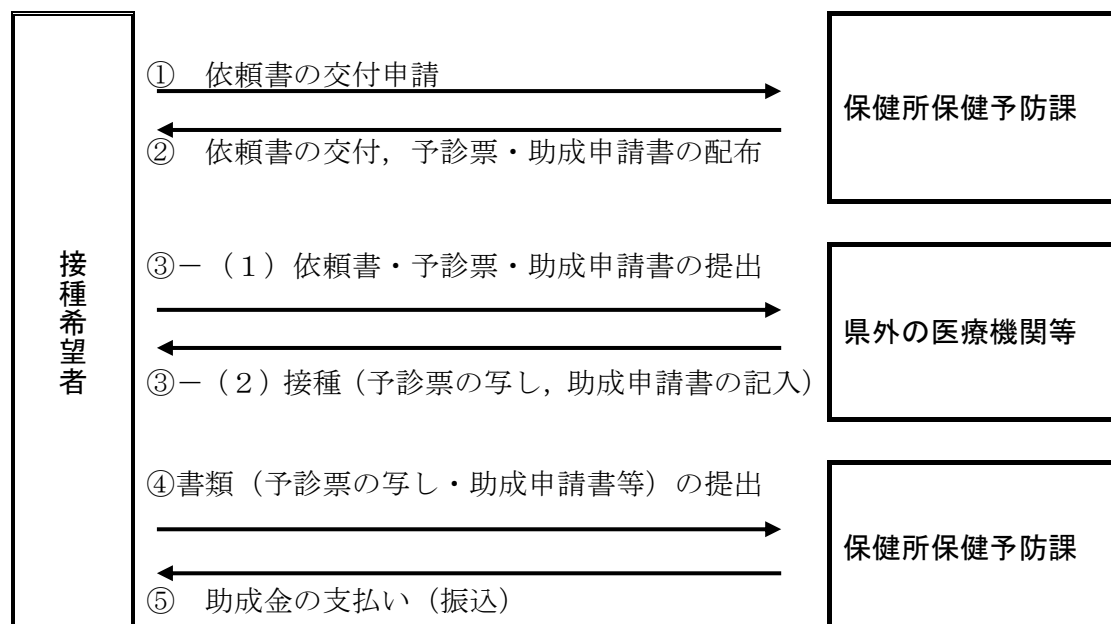 接種希望者
① 依頼書の交付申請
② 依頼書の交付,予診票・助成申請書の配布
保健所保健予防課
③－(1)依頼書・予診票・助成申請書の提出
③－(2)接種(予診票の写し,助成申請書の記入)
県外の医療機関等
④書類(予診票の写し・助成申請書等)の提出
⑤ 助成金の支払い(振込)
保健所保健予防課